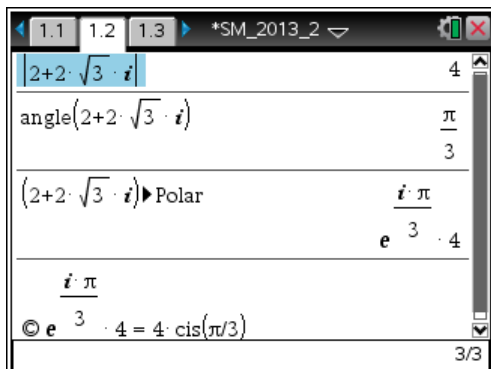 1.1 1.2 1.3 *SM_2013_2
|2+2·√3·i| 4
angle(2+2·√3·i) π/3
(2+2·√3·i)▶Polar e^(i·π/3)·4
© e^(i·π/3)·4 = 4·cis(π/3)
3/3